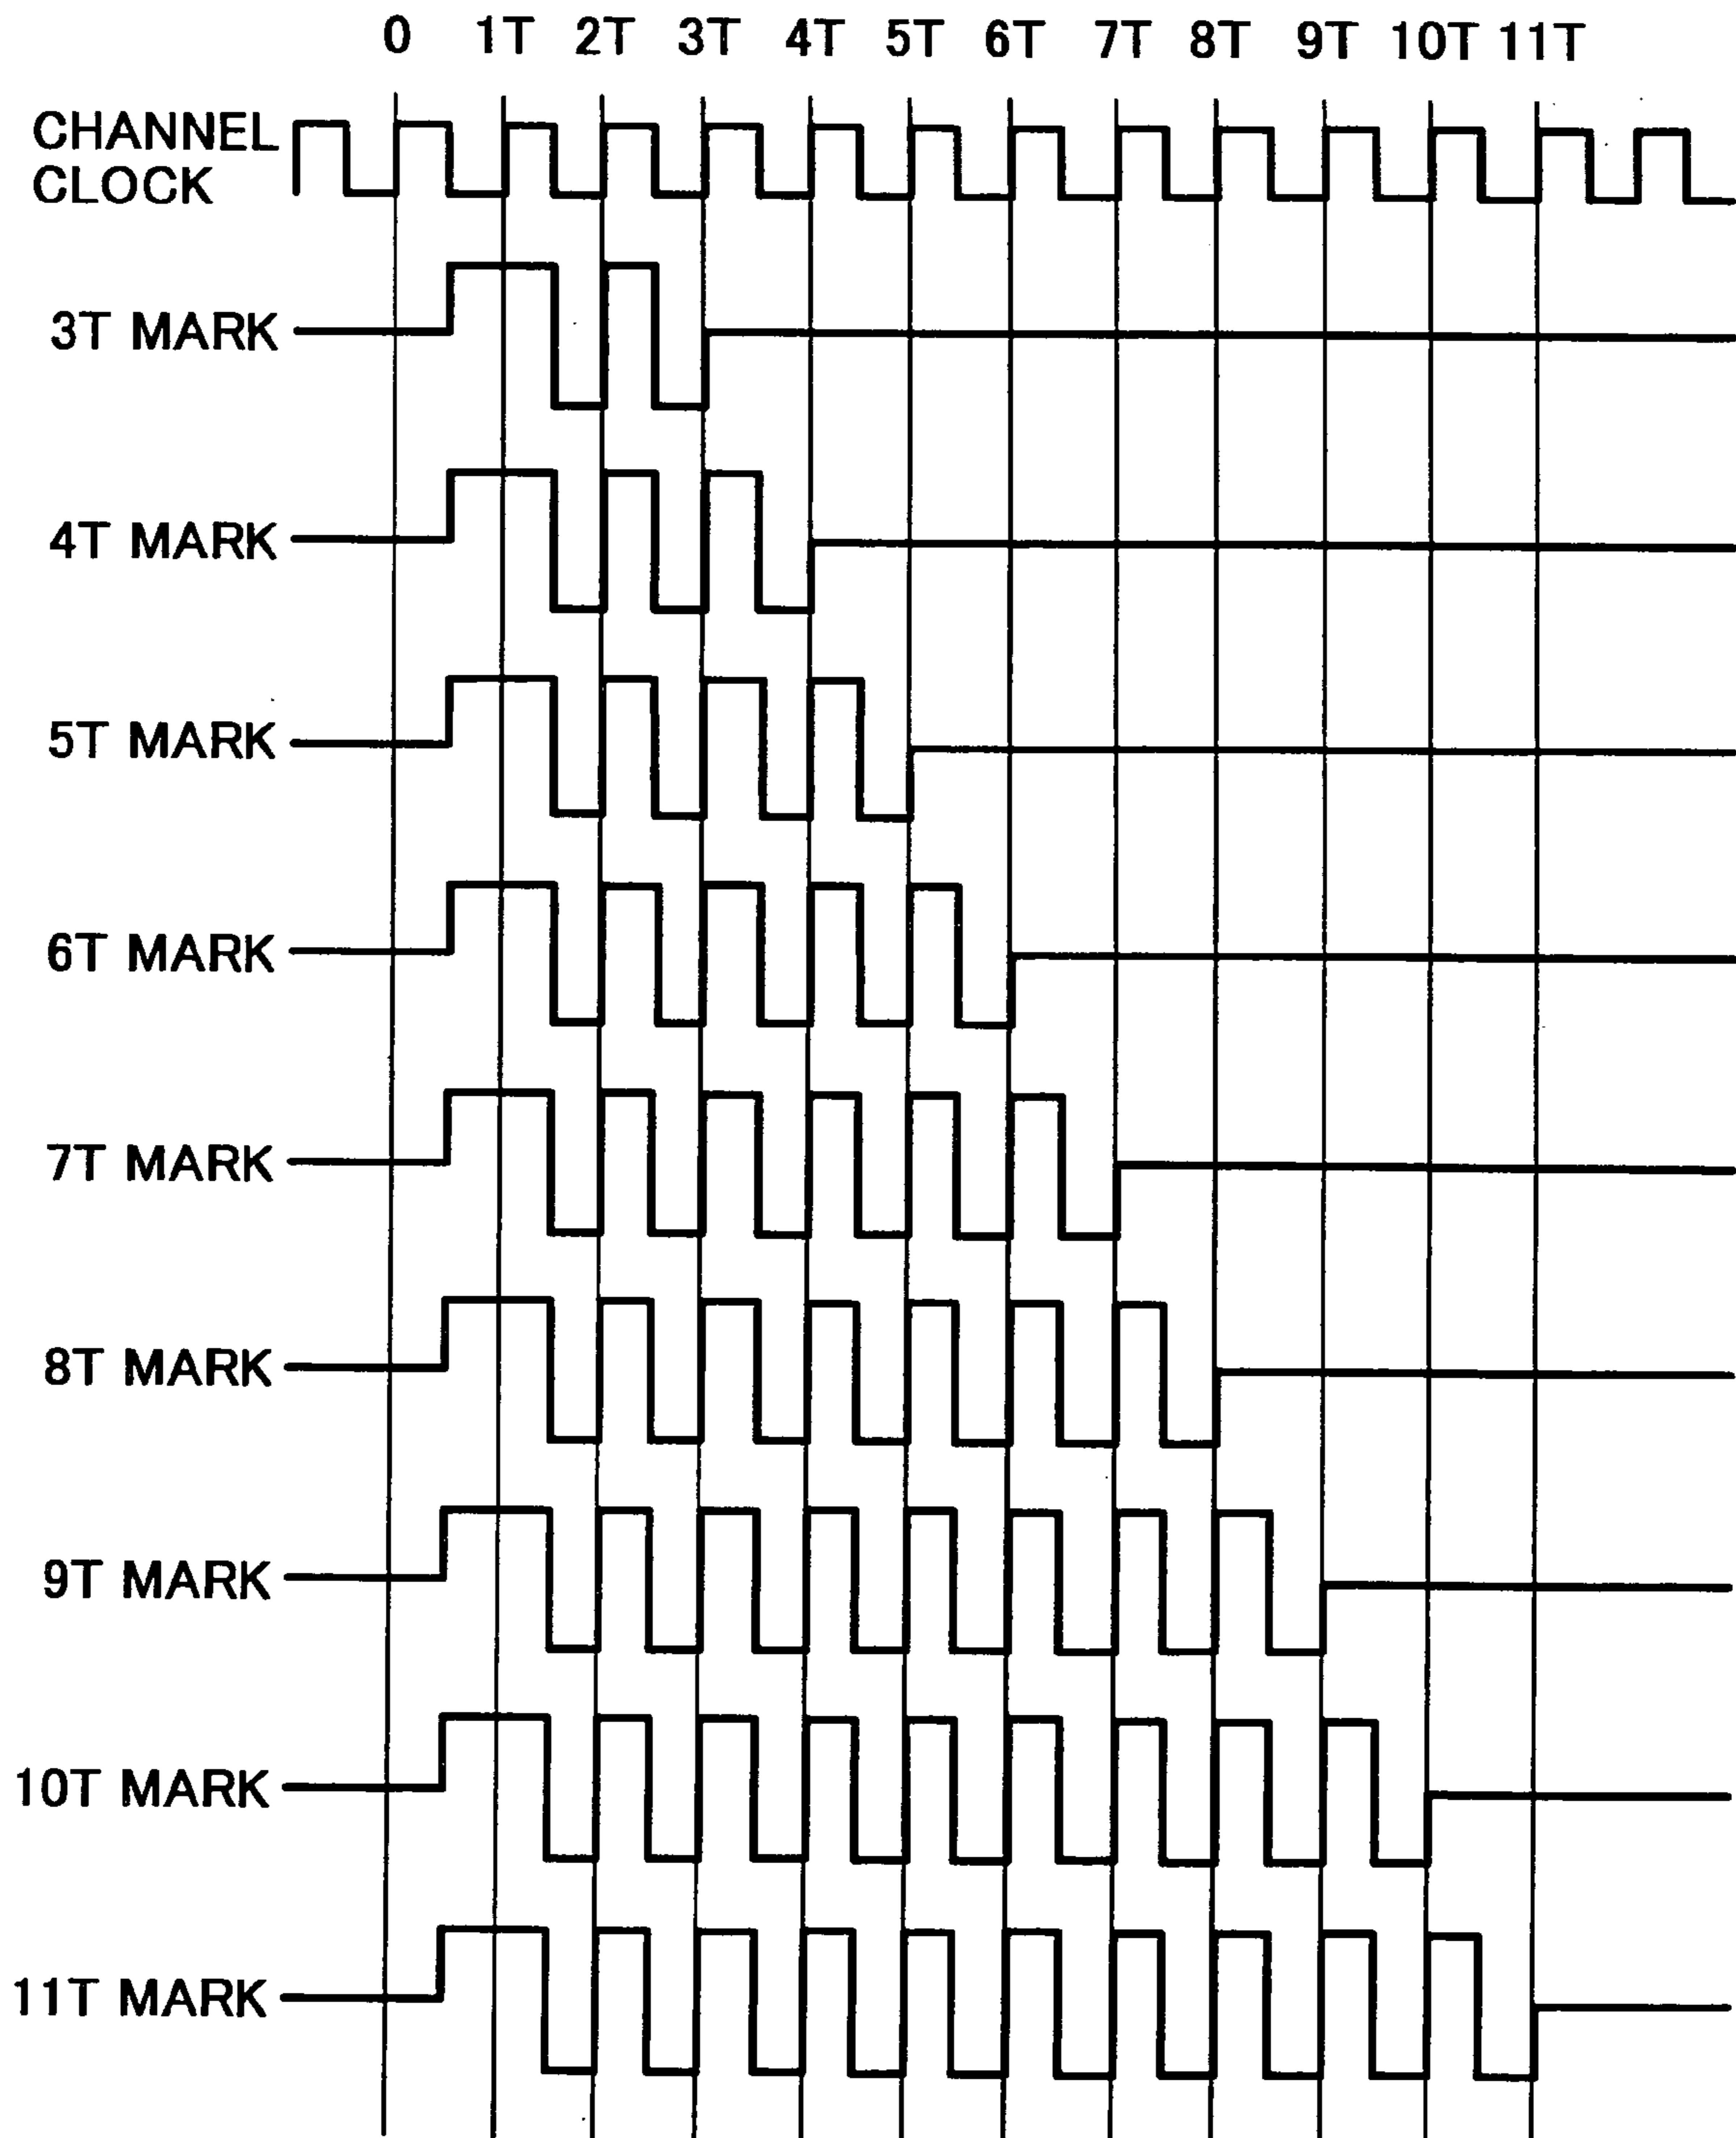 0 1T 2T 3T 4T 5T 6T 7T 8T 9T 10T 11T
CHANNEL
CLOCK
3T MARK
4T MARK
5T MARK
6T MARK
7T MARK
8T MARK
9T MARK
10T MARK
11T MARK